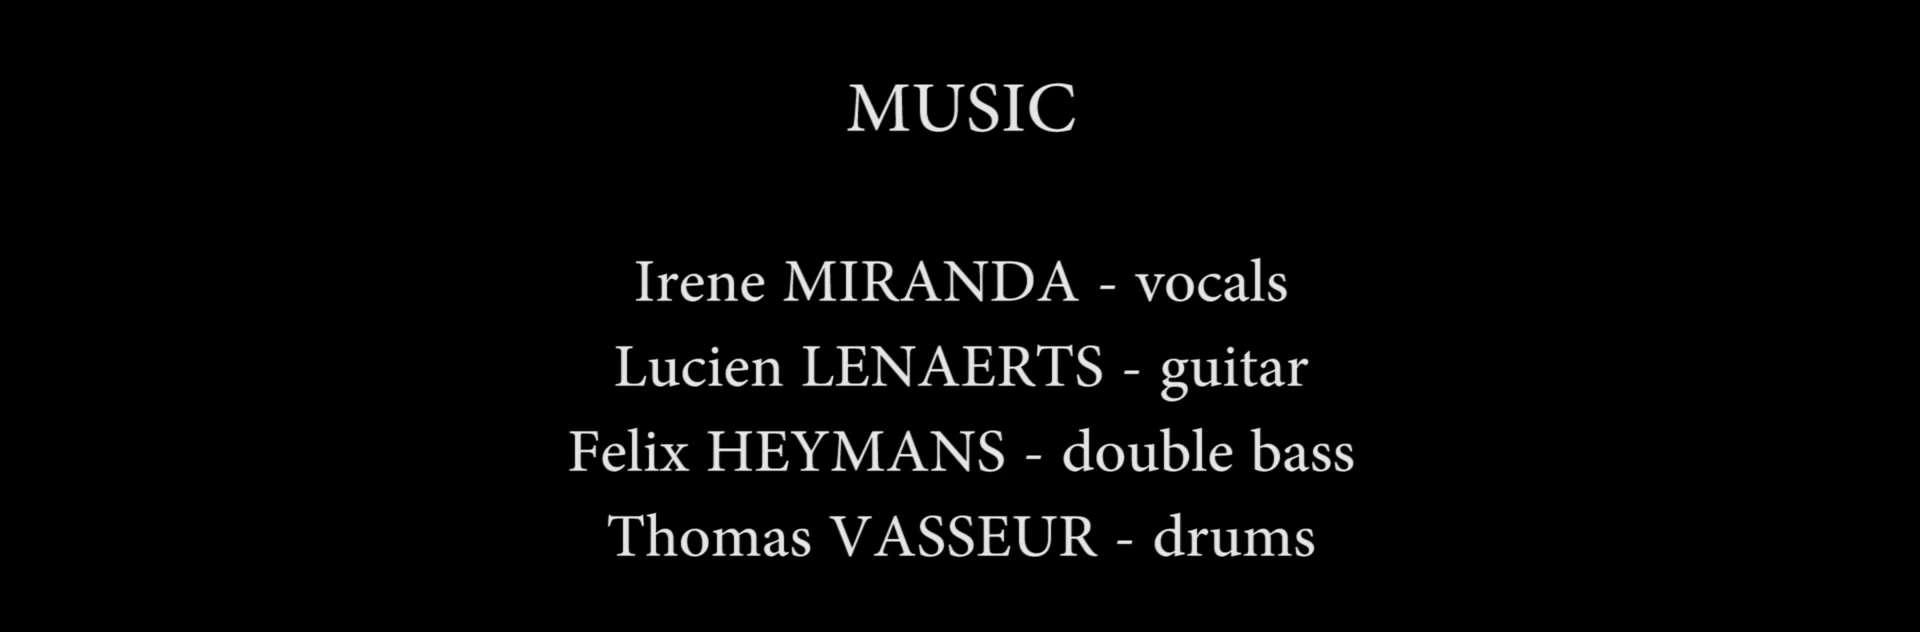 MUSIC
Irene MIRANDA - vocals
Lucien LENAERTS - guitar
Felix HEYMANS - double bass
Thomas VASSEUR - drums